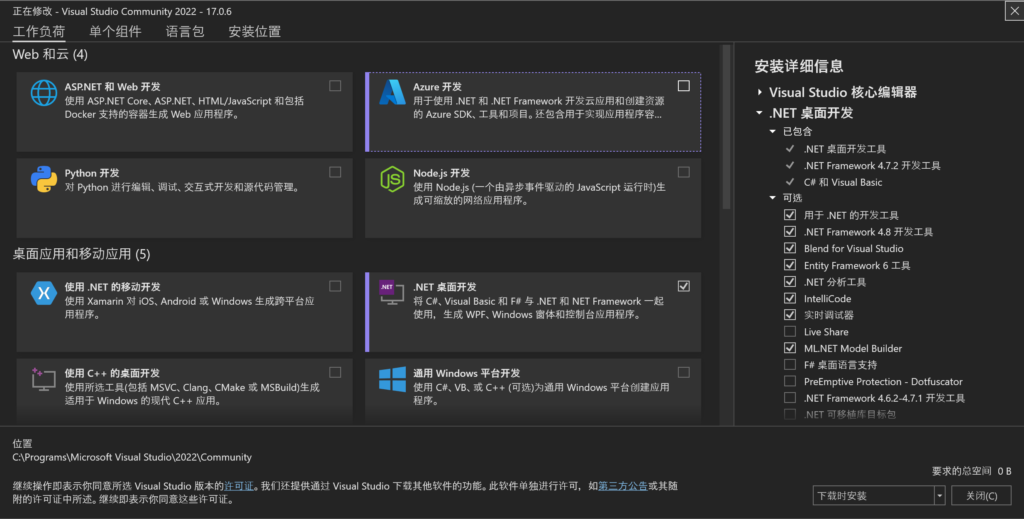 正在修改 - Visual Studio Community 2022 - 17.0.6
工作负荷 单个组件 语言包 安装位置
Web 和云 (4)
ASP.NET 和 Web 开发
使用 ASP.NET Core、ASP.NET、HTML/JavaScript 和包括
Docker 支持的容器生成 Web 应用程序。
Azure 开发
用于使用 .NET 和 .NET Framework 开发云应用和创建资源
的 Azure SDK、工具和项目。还包含用于实现应用程序容...
Python 开发
对 Python 进行编辑、调试、交互式开发和源代码管理。
Node.js 开发
使用 Node.js (一个由异步事件驱动的 JavaScript 运行时)生
成可缩放的网络应用程序。
桌面应用和移动应用 (5)
使用 .NET 的移动开发
使用 Xamarin 对 iOS、Android 或 Windows 生成跨平台应
用程序。
.NET
.NET 桌面开发
将 C#、Visual Basic 和 F# 与 .NET 和 .NET Framework 一起
使用，生成 WPF、Windows 窗体和控制台应用程序。
使用 C++ 的桌面开发
使用所选工具(包括 MSVC、Clang、CMake 或 MSBuild)生成
适用于 Windows 的现代 C++ 应用。
通用 Windows 平台开发
使用 C#、VB、或 C++ (可选)为通用 Windows 平台创建应用
程序。
安装详细信息
Visual Studio 核心编辑器
.NET 桌面开发
已包含
.NET 桌面开发工具
.NET Framework 4.7.2 开发工具
C# 和 Visual Basic
可选
用于 .NET 的开发工具
.NET Framework 4.8 开发工具
Blend for Visual Studio
Entity Framework 6 工具
.NET 分析工具
IntelliCode
实时调试器
Live Share
ML.NET Model Builder
F# 桌面语言支持
PreEmptive Protection - Dotfuscator
.NET Framework 4.6.2-4.7.1 开发工具
.NET 可移植库目标包
位置
C:\Programs\Microsoft Visual Studio\2022\Community
继续操作即表示你同意所选 Visual Studio 版本的许可证。我们还提供通过 Visual Studio 下载其他软件的功能。此软件单独进行许可，如第三方公告或其随
附的许可证中所述。继续即表示你同意这些许可证。
要求的总空间 0 B
下载时安装 关闭(C)